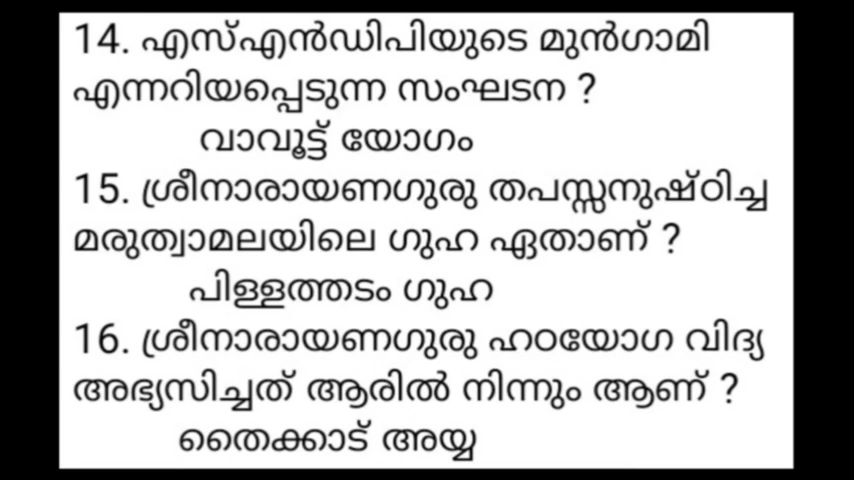 14. എസ്എൻഡിപിയുടെ മുൻഗാമി
എന്നറിയപ്പെടുന്ന സംഘടന ?
വാവൂട്ട് യോഗം
15. ശ്രീനാരായണഗുരു തപസ്സനുഷ്ഠിച്ച
മരുത്വാമലയിലെ ഗുഹ ഏതാണ് ?
പിള്ളത്തടം ഗുഹ
16. ശ്രീനാരായണഗുരു ഹഠയോഗ വിദ്യ
അഭ്യസിച്ചത് ആരിൽ നിന്നും ആണ് ?
തൈക്കാട് അയ്യ